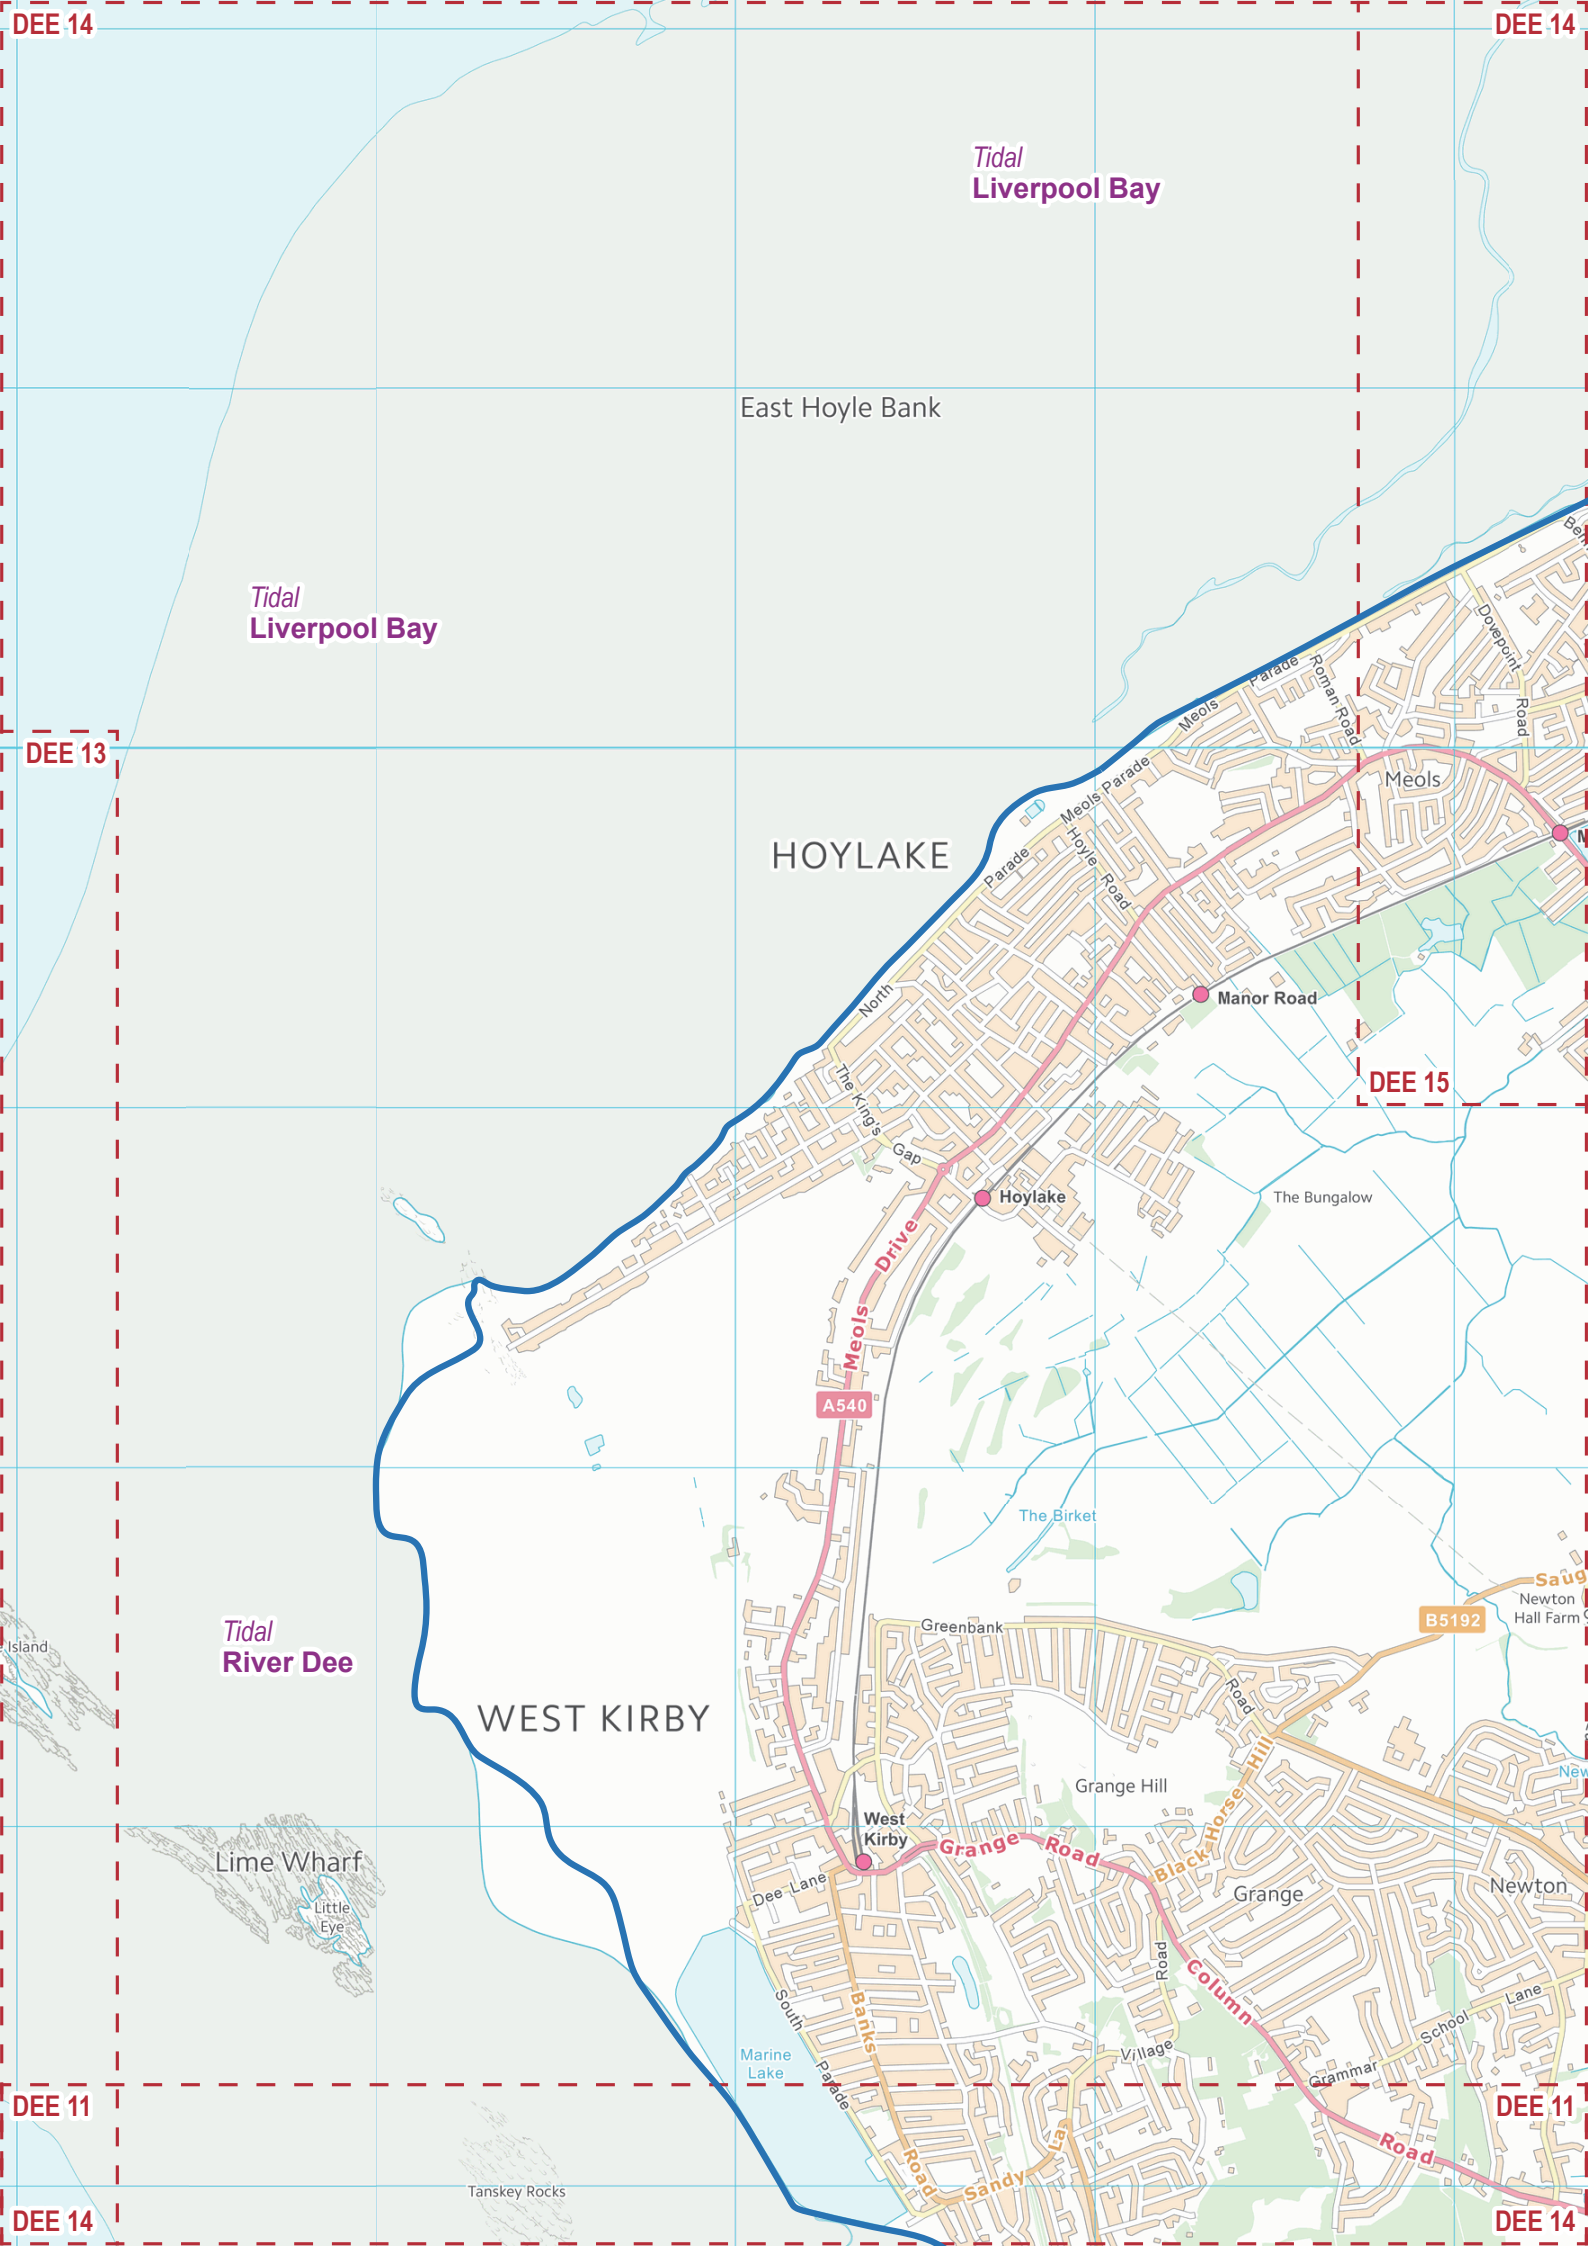 DEE 14
DEE 14
Tidal
Liverpool Bay
East Hoyle Bank
Tidal
Liverpool Bay
Dovepoint
Road
Parade
Roman Road
Meols
DEE 13
Meols
Meols Parade
HOYLAKE
Parade
Hoyle Road
North
Manor Road
DEE 15
The King's
Gap
Hoylake
The Bungalow
Drive
Meols
A540
The Birket
Saug
Newton
Hall Farm
B5192
Greenbank
Island
Tidal
River Dee
Road
WEST KIRBY
Hill
Grange Hill
New
Horse
Black
West
Kirby
Grange Road
Lime Wharf
Dee Lane
Grange
Newton
Little
Eye
Road
Column
Banks
South
Lane
School
Village
Marine
Lake
Parade
Grammar
DEE 11
DEE 11
La
Road
Road
Sandy
Tanskey Rocks
DEE 14
DEE 14